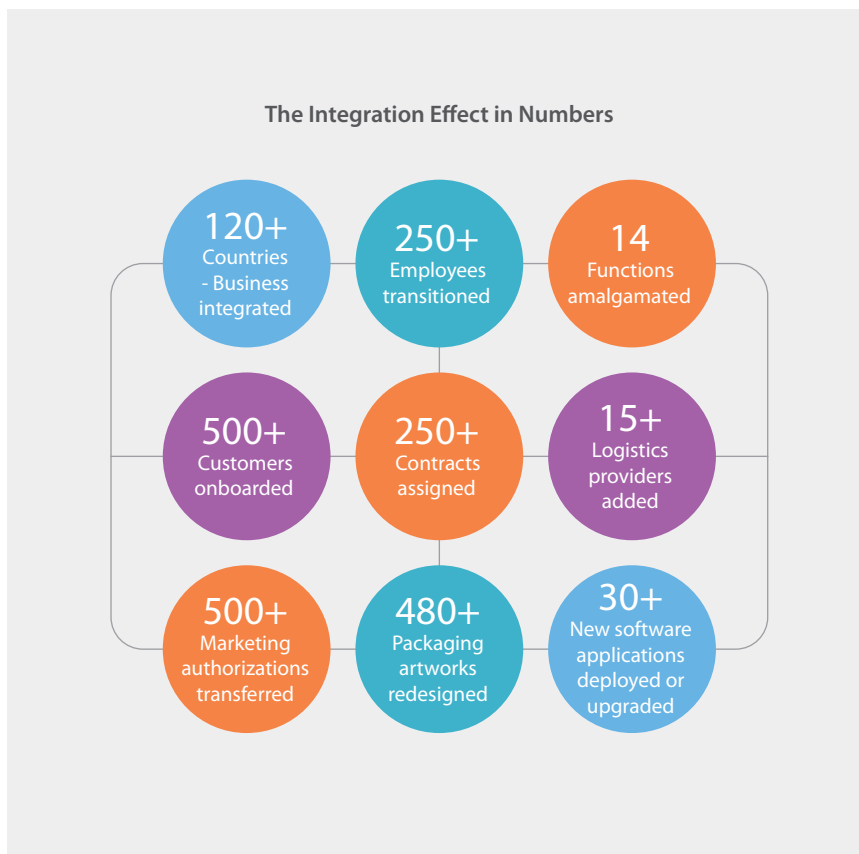 The Integration Effect in Numbers
120+
Countries
- Business
integrated
250+
Employees
transitioned
14
Functions
amalgamated
500+
Customers
onboarded
250+
Contracts
assigned
15+
Logistics
providers
added
500+
Marketing
authorizations
transferred
480+
Packaging
artworks
redesigned
30+
New software
applications
deployed or
upgraded